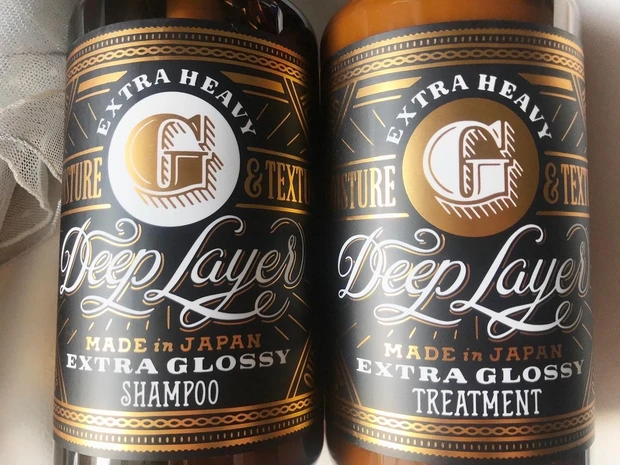 EXTRA HEAVY
G
& 
Deep Layer
MADE in JAPAN
EXTRA GLOSSY
SHAMPOO
EXTRA HEAVY
G
& 
Deep Layer
MADE in JAPAN
EXTRA GLOSSY
TREATMENT